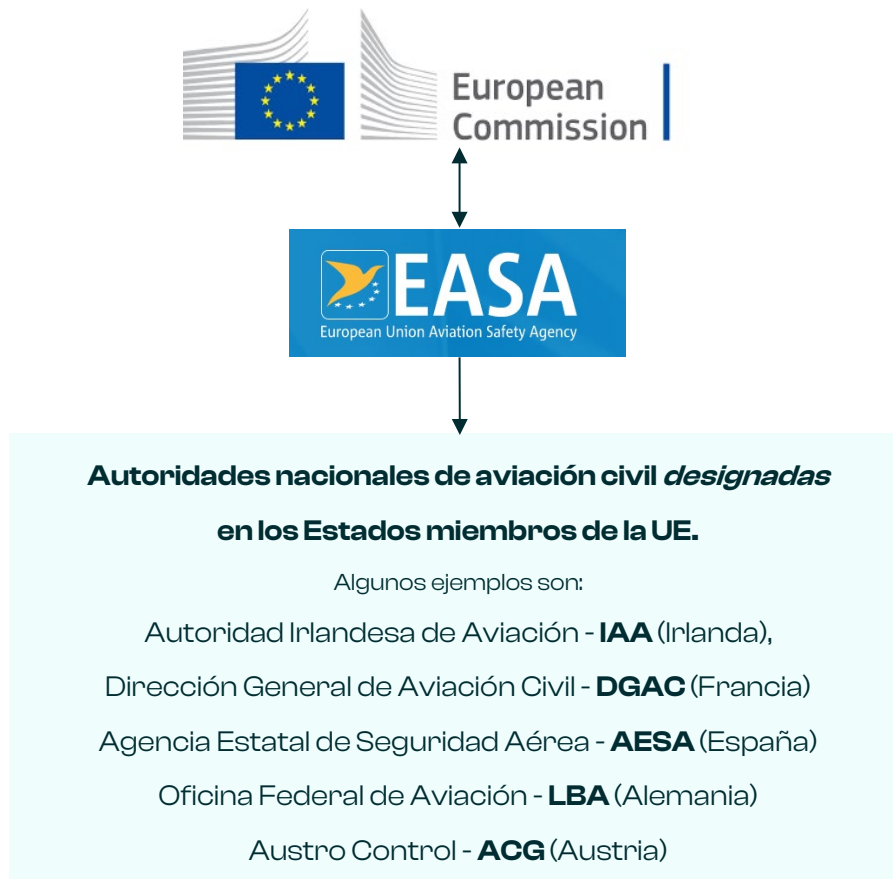 European
Commission
EASA
European Union Aviation Safety Agency
Autoridades nacionales de aviación civil designadas
en los Estados miembros de la UE.
Algunos ejemplos son:
Autoridad Irlandesa de Aviación - IAA (Irlanda),
Dirección General de Aviación Civil - DGAC (Francia)
Agencia Estatal de Seguridad Aérea - AESA (España)
Oficina Federal de Aviación - LBA (Alemania)
Austro Control - ACG (Austria)